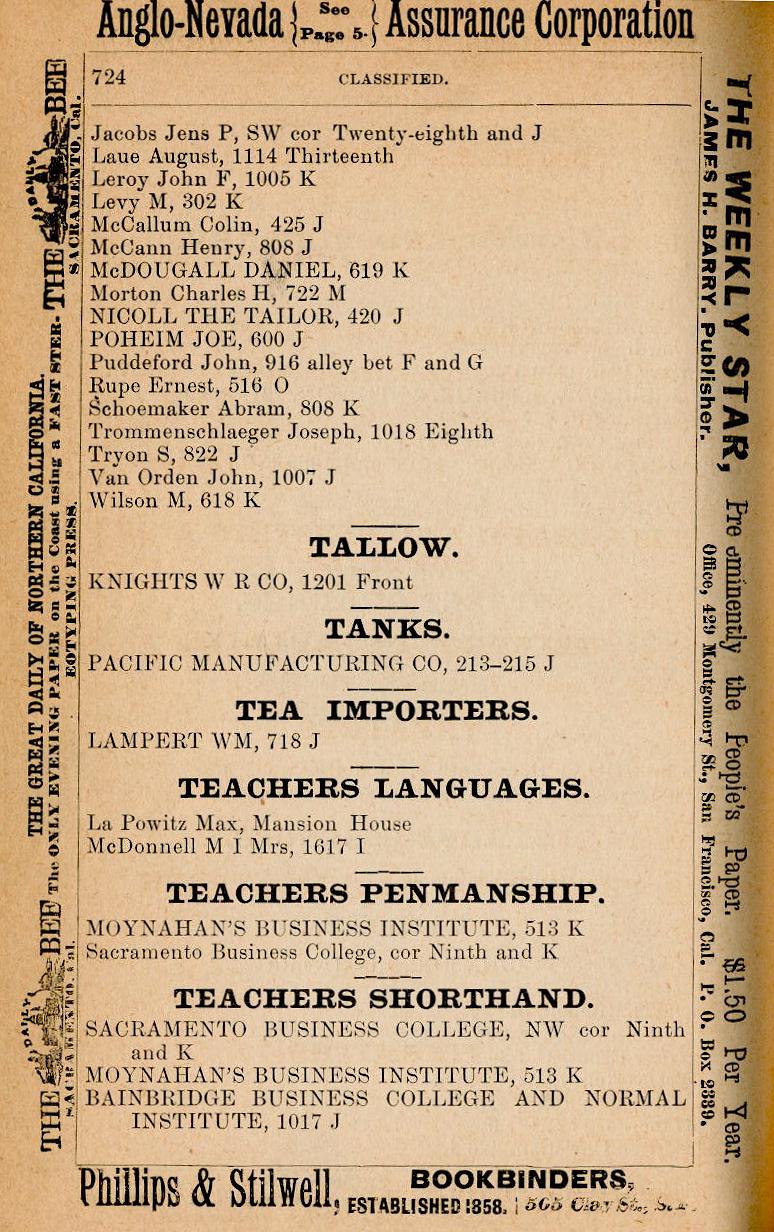 Anglo-Nevada { See Page 5. } Assurance Corporation
724 CLASSIFIED.
Jacobs Jens P, SW cor Twenty-eighth and J
Laue August, 1114 Thirteenth
Leroy John F, 1005 K
Levy M, 302 K
McCallum Colin, 425 J
McCann Henry, 808 J
McDOUGALL DANIEL, 619 K
Morton Charles H, 722 M
NICOLL THE TAILOR, 420 J
POHEIM JOE, 600 J
Puddeford John, 916 alley bet F and G
Rupe Ernest, 516 O
Schoemaker Abram, 808 K
Trommenschlaeger Joseph, 1018 Eighth
Tryon S, 822 J
Van Orden John, 1007 J
Wilson M, 618 K
TALLOW.
KNIGHTS W R CO, 1201 Front
TANKS.
PACIFIC MANUFACTURING CO, 213–215 J
TEA IMPORTERS.
LAMPERT WM, 718 J
TEACHERS LANGUAGES.
La Powitz Max, Mansion House
McDonnell M I Mrs, 1617 I
TEACHERS PENMANSHIP.
MOYNAHAN'S BUSINESS INSTITUTE, 513 K
Sacramento Business College, cor Ninth and K
TEACHERS SHORTHAND.
SACRAMENTO BUSINESS COLLEGE, NW cor Ninth
and K
MOYNAHAN'S BUSINESS INSTITUTE, 513 K
BAINBRIDGE BUSINESS COLLEGE AND NORMAL
INSTITUTE, 1017 J
THE DAILY BEE
SACRAMENTO, Cal.
THE GREAT DAILY OF NORTHERN CALIFORNIA.
The ONLY EVENING PAPER on the Coast using a FAST STER-
EOTYPING PRESS.
THE DAILY BEE
SACRAMENTO, Cal.
THE WEEKLY STAR, Pre eminently the People's Paper. $1.50 Per Year.
JAMES H. BARRY, Publisher. Office, 429 Montgomery St., San Francisco, Cal. P. O. Box 2389.
Phillips & Stilwell, BOOKBINDERS,
ESTABLISHED 1858. 505 Clay St., S.